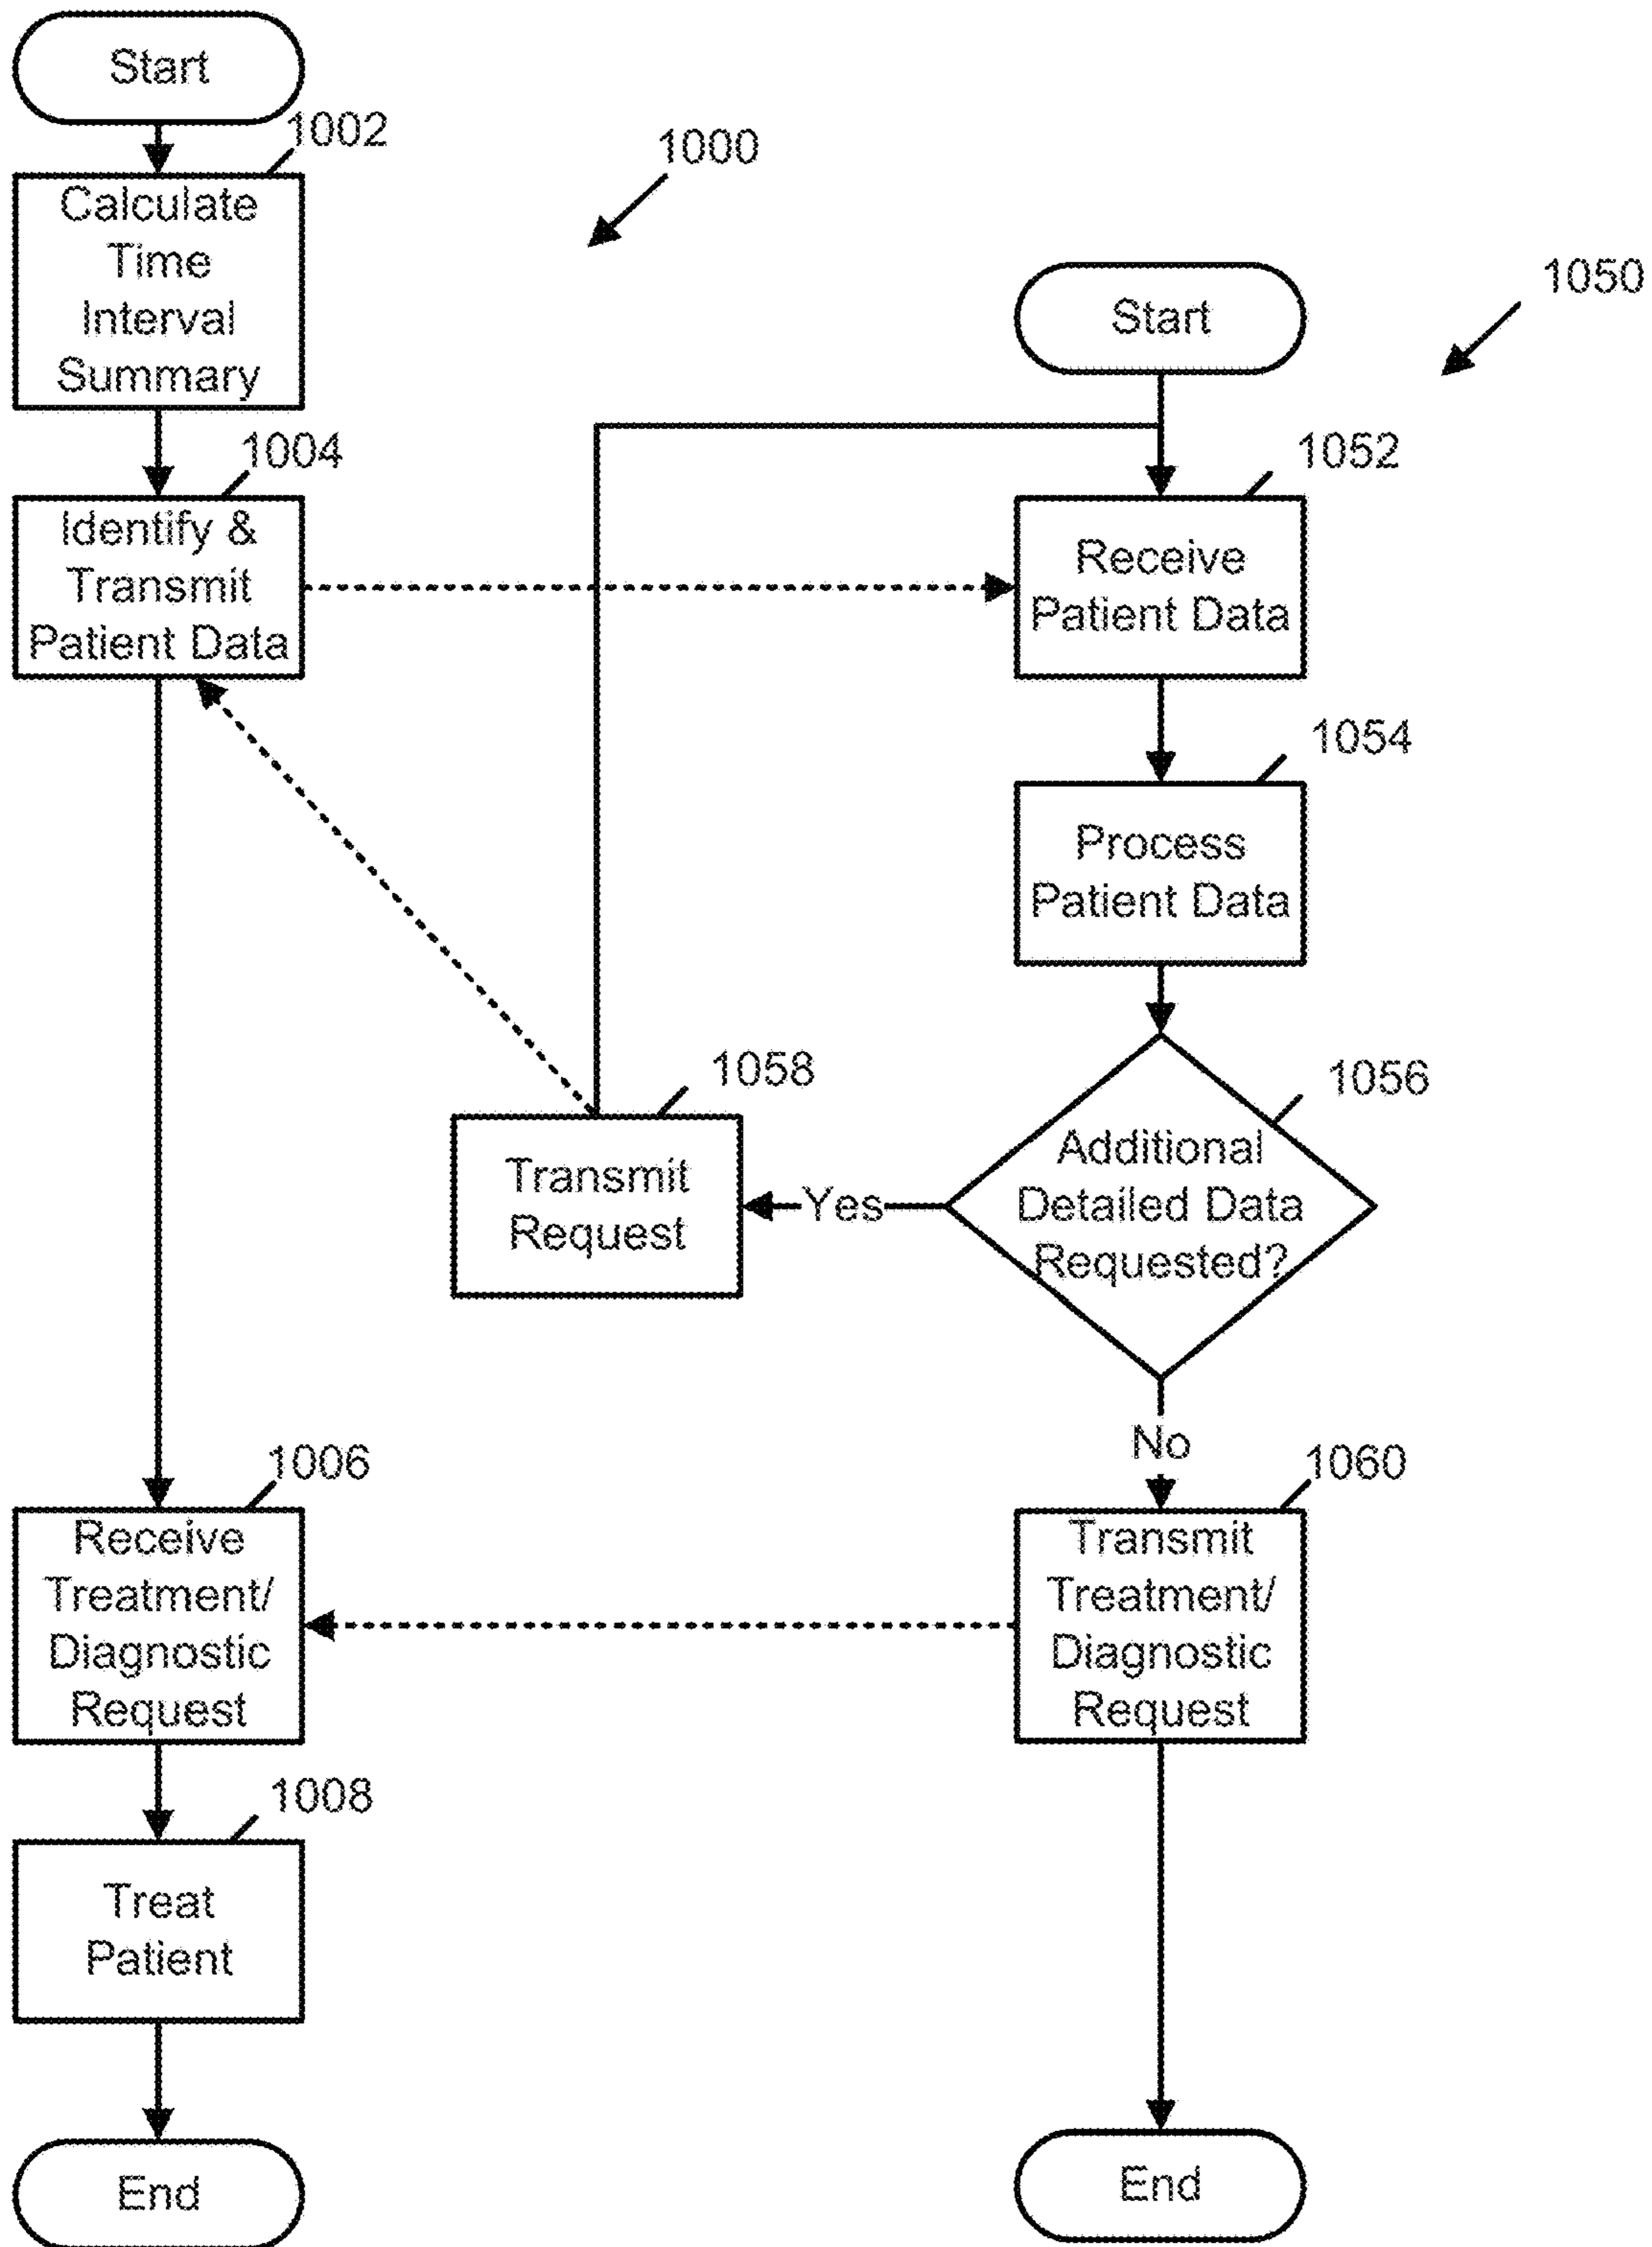 Start
1002
Calculate
Time
Interval
Summary
1000
1050
Start
1004
Identify &
Transmit
Patient Data
1052
Receive
Patient Data
1054
Process
Patient Data
1056
Additional
Detailed Data
Requested?
Yes
1058
Transmit
Request
No
1006
Receive
Treatment/
Diagnostic
Request
1060
Transmit
Treatment/
Diagnostic
Request
1008
Treat
Patient
End
End